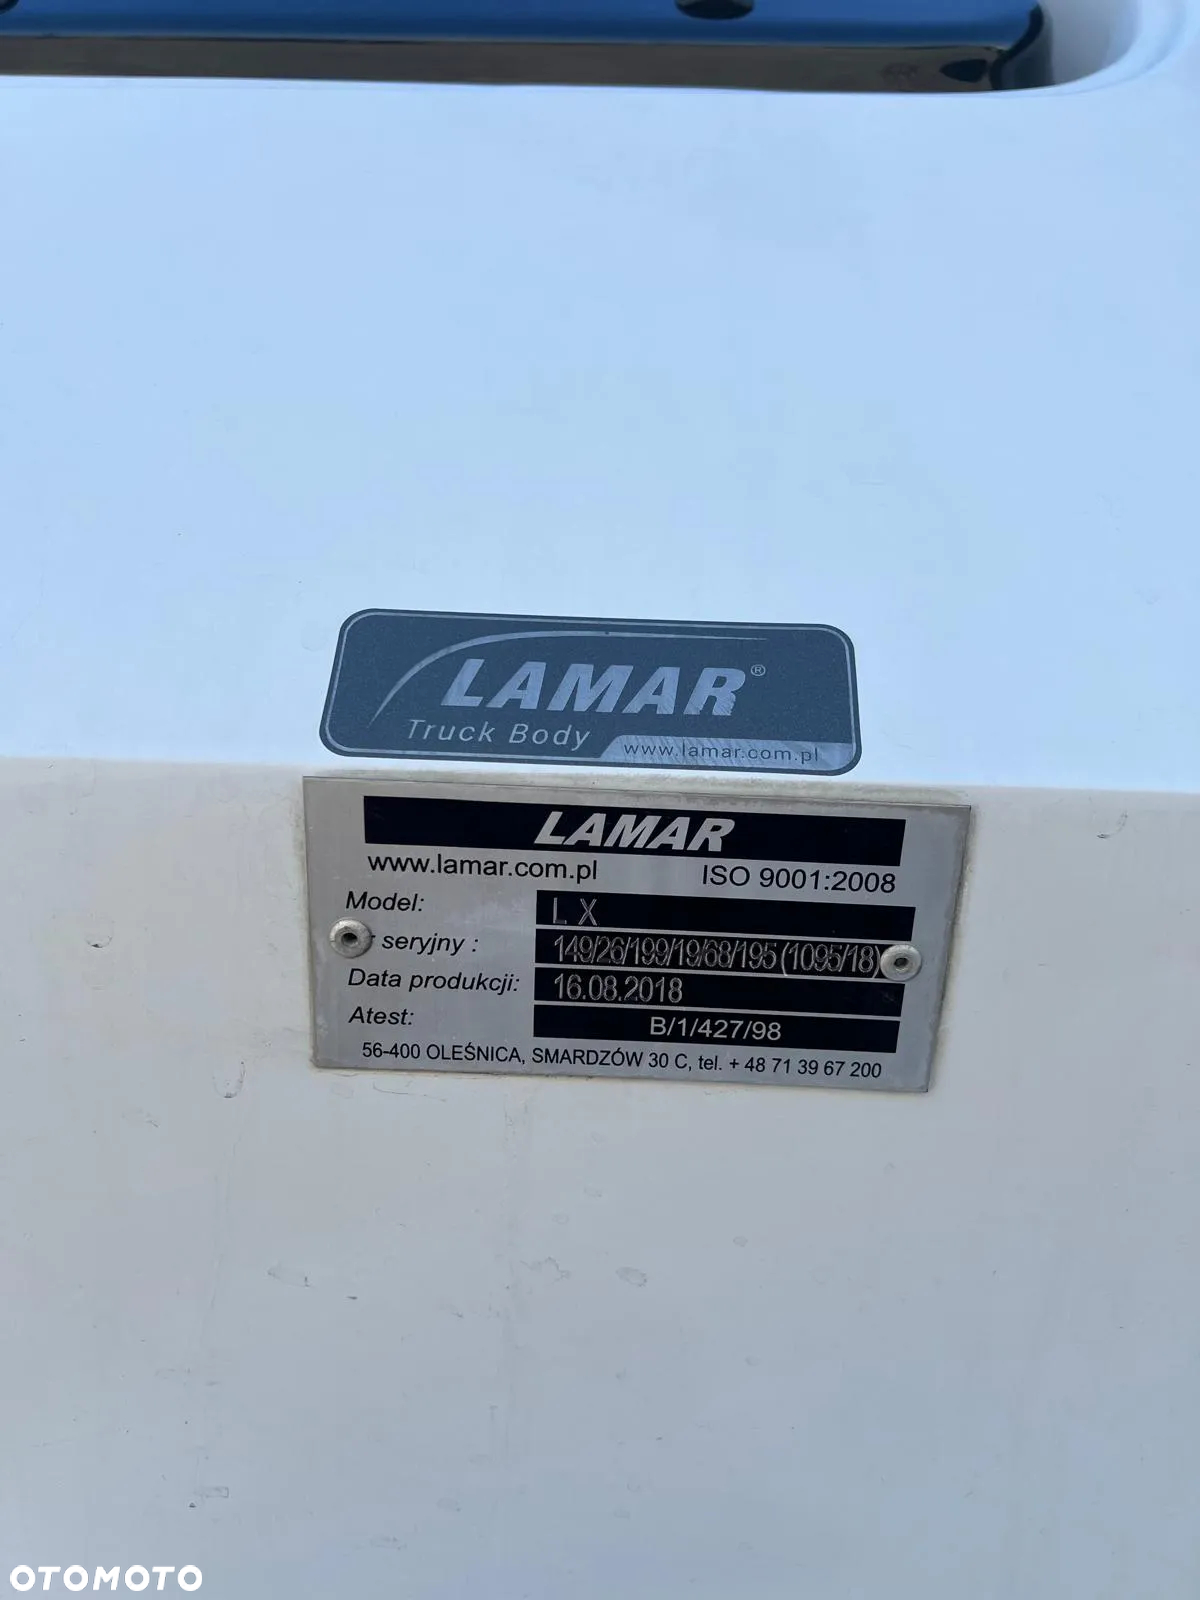 LAMAR®
Truck Body
www.lamar.com.pl
LAMAR
www.lamar.com.pl ISO 9001:2008
Model: L X
seryjny : 149/26/199/19/68/195 (1095/18)
Data produkcji: 16.08.2018
Atest: B/1/427/98
56-400 OLEŚNICA, SMARDZÓW 30 C, tel. + 48 71 39 67 200
OTOMOTO